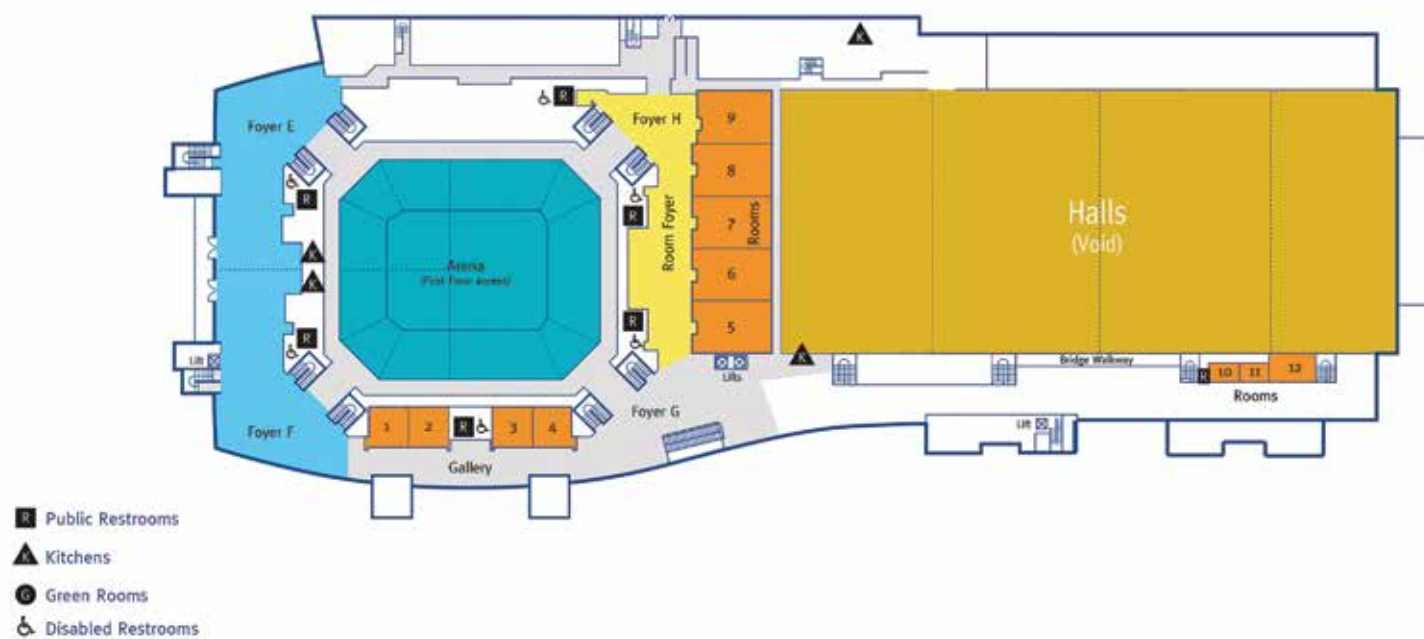 K
R
Foyer E
Foyer H
9
8
7
6
5
Rooms
Room Foyer
R
R
K
K
Arena
(First Floor access)
Halls
(Void)
R
R
Lift
Lifts
K
Bridge Walkway
R
10
11
12
Rooms
Foyer F
1
2
R
3
4
Foyer G
Gallery
Lift
R Public Restrooms
K Kitchens
G Green Rooms
Disabled Restrooms